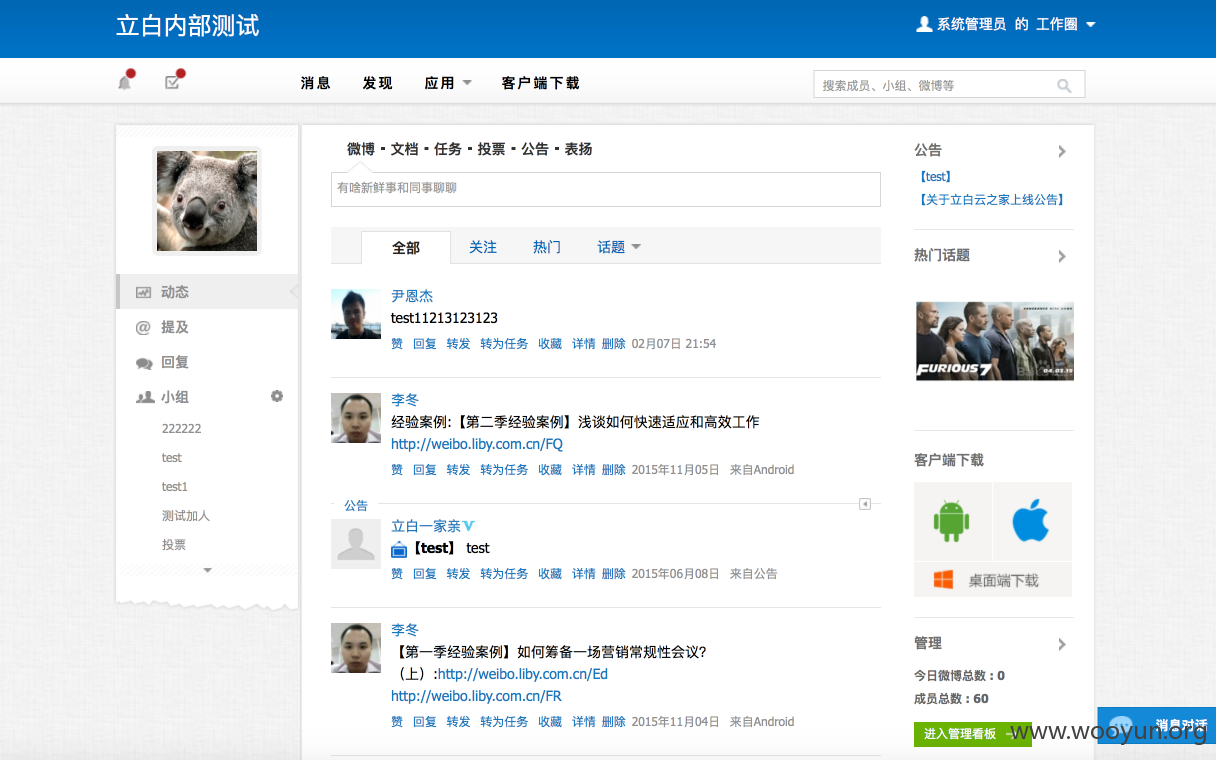 立白内部测试
系统管理员 的 工作圈
消息 发现 应用 客户端下载
搜索成员、小组、微博等
动态
提及
回复
小组
222222
test
test1
测试加人
投票
微博 · 文档 · 任务 · 投票 · 公告 · 表扬
有啥新鲜事和同事聊聊
全部 关注 热门 话题
尹恩杰
test11213123123
赞 回复 转发 转为任务 收藏 详情 删除 02月07日 21:54
李冬
经验案例:【第二季经验案例】浅谈如何快速适应和高效工作
http://weibo.liby.com.cn/FQ
赞 回复 转发 转为任务 收藏 详情 删除 2015年11月05日 来自Android
公告
立白一家亲
【test】 test
赞 回复 转发 转为任务 收藏 详情 删除 2015年06月08日 来自公告
李冬
【第一季经验案例】如何筹备一场营销常规性会议?
（上）:http://weibo.liby.com.cn/Ed
http://weibo.liby.com.cn/FR
赞 回复 转发 转为任务 收藏 详情 删除 2015年11月04日 来自Android
公告
【test】
【关于立白云之家上线公告】
热门话题
FURIOUS 7
客户端下载
桌面端下载
管理
今日微博总数：0
成员总数：60
进入管理看板 →
消息对话
www.wooyun.org